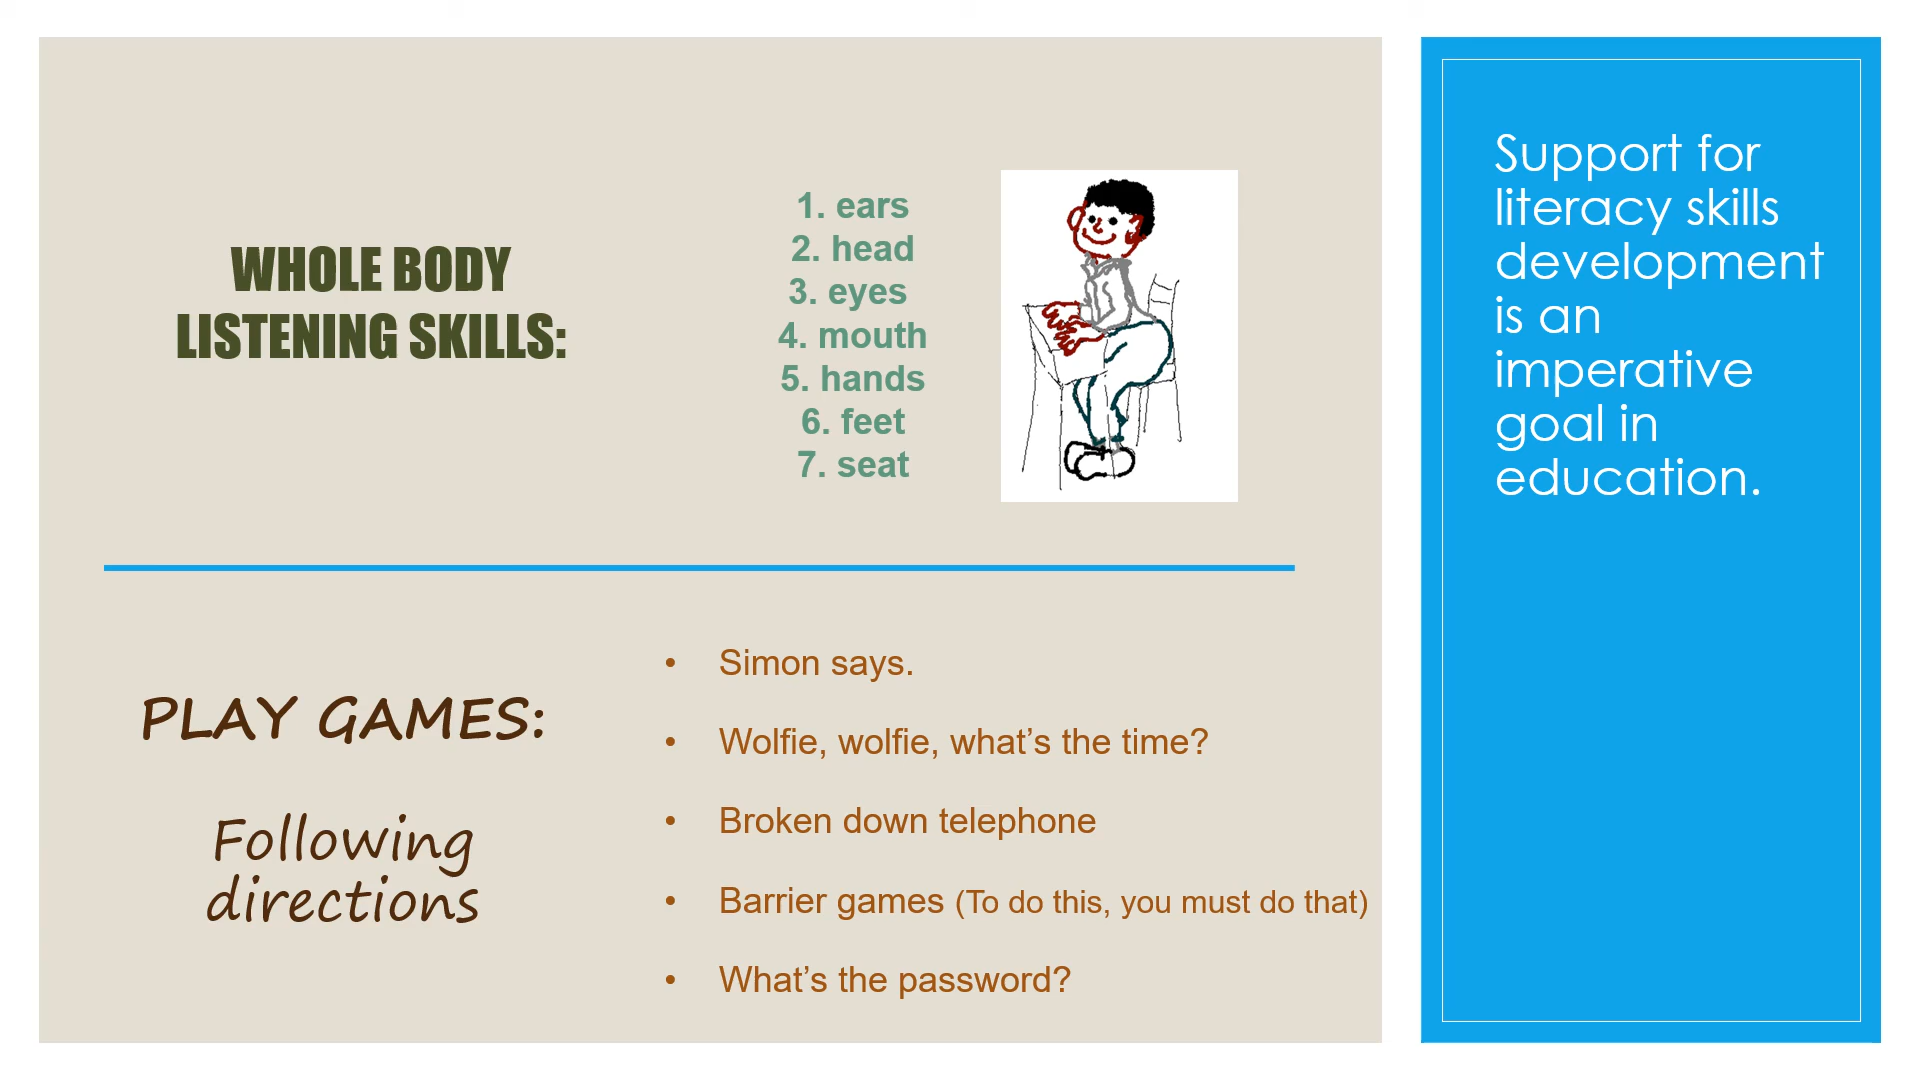 WHOLE BODY
LISTENING SKILLS:
1. ears
2. head
3. eyes
4. mouth
5. hands
6. feet
7. seat
PLAY GAMES:
Following
directions
• Simon says.
• Wolfie, wolfie, what’s the time?
• Broken down telephone
• Barrier games (To do this, you must do that)
• What’s the password?
Support for
literacy skills
development
is an
imperative
goal in
education.